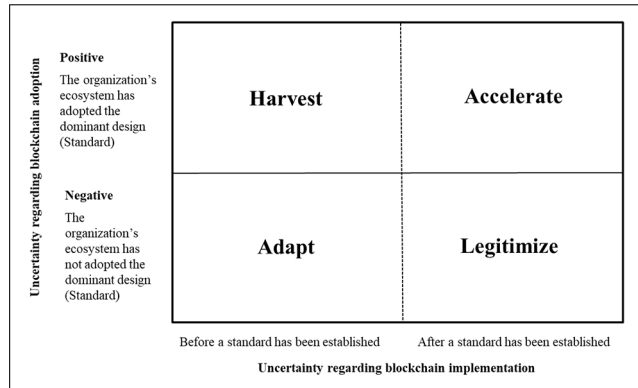 Uncertainty regarding blockchain adoption
Positive
The organization's
ecosystem has
adopted the
dominant design
(Standard)
Harvest
Accelerate
Negative
The
organization's
ecosystem has
not adopted the
dominant design
(Standard)
Adapt
Legitimize
Before a standard has been established
After a standard has been established
Uncertainty regarding blockchain implementation